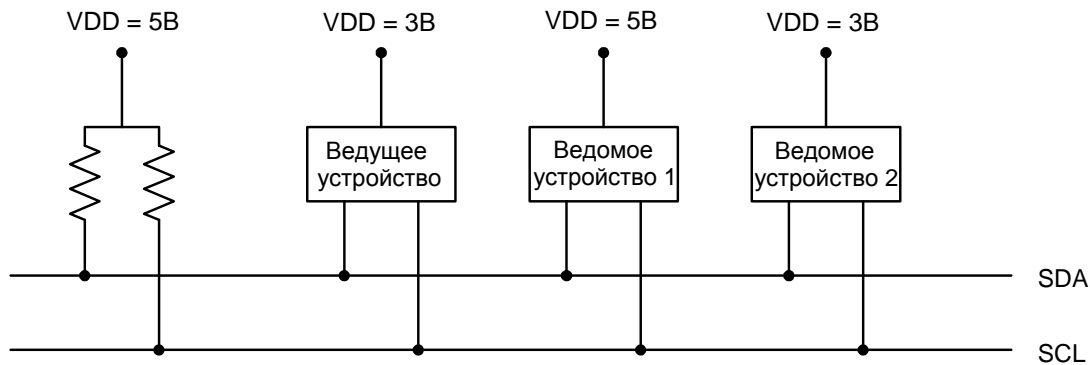 VDD = 5В
VDD = 3В
VDD = 5В
VDD = 3В
Ведущее
устройство
Ведомое
устройство 1
Ведомое
устройство 2
SDA
SCL